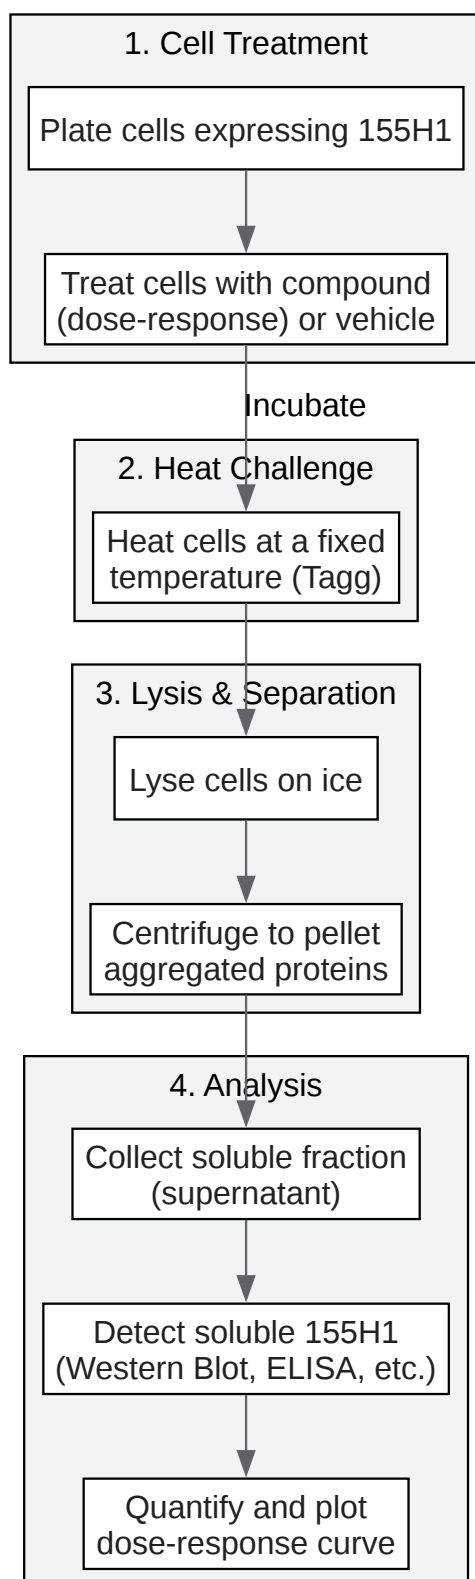 1. Cell Treatment
Plate cells expressing 155H1
Treat cells with compound
(dose-response) or vehicle
Incubate
2. Heat Challenge
Heat cells at a fixed
temperature (Tagg)
3. Lysis & Separation
Lyse cells on ice
Centrifuge to pellet
aggregated proteins
4. Analysis
Collect soluble fraction
(supernatant)
Detect soluble 155H1
(Western Blot, ELISA, etc.)
Quantify and plot
dose-response curve